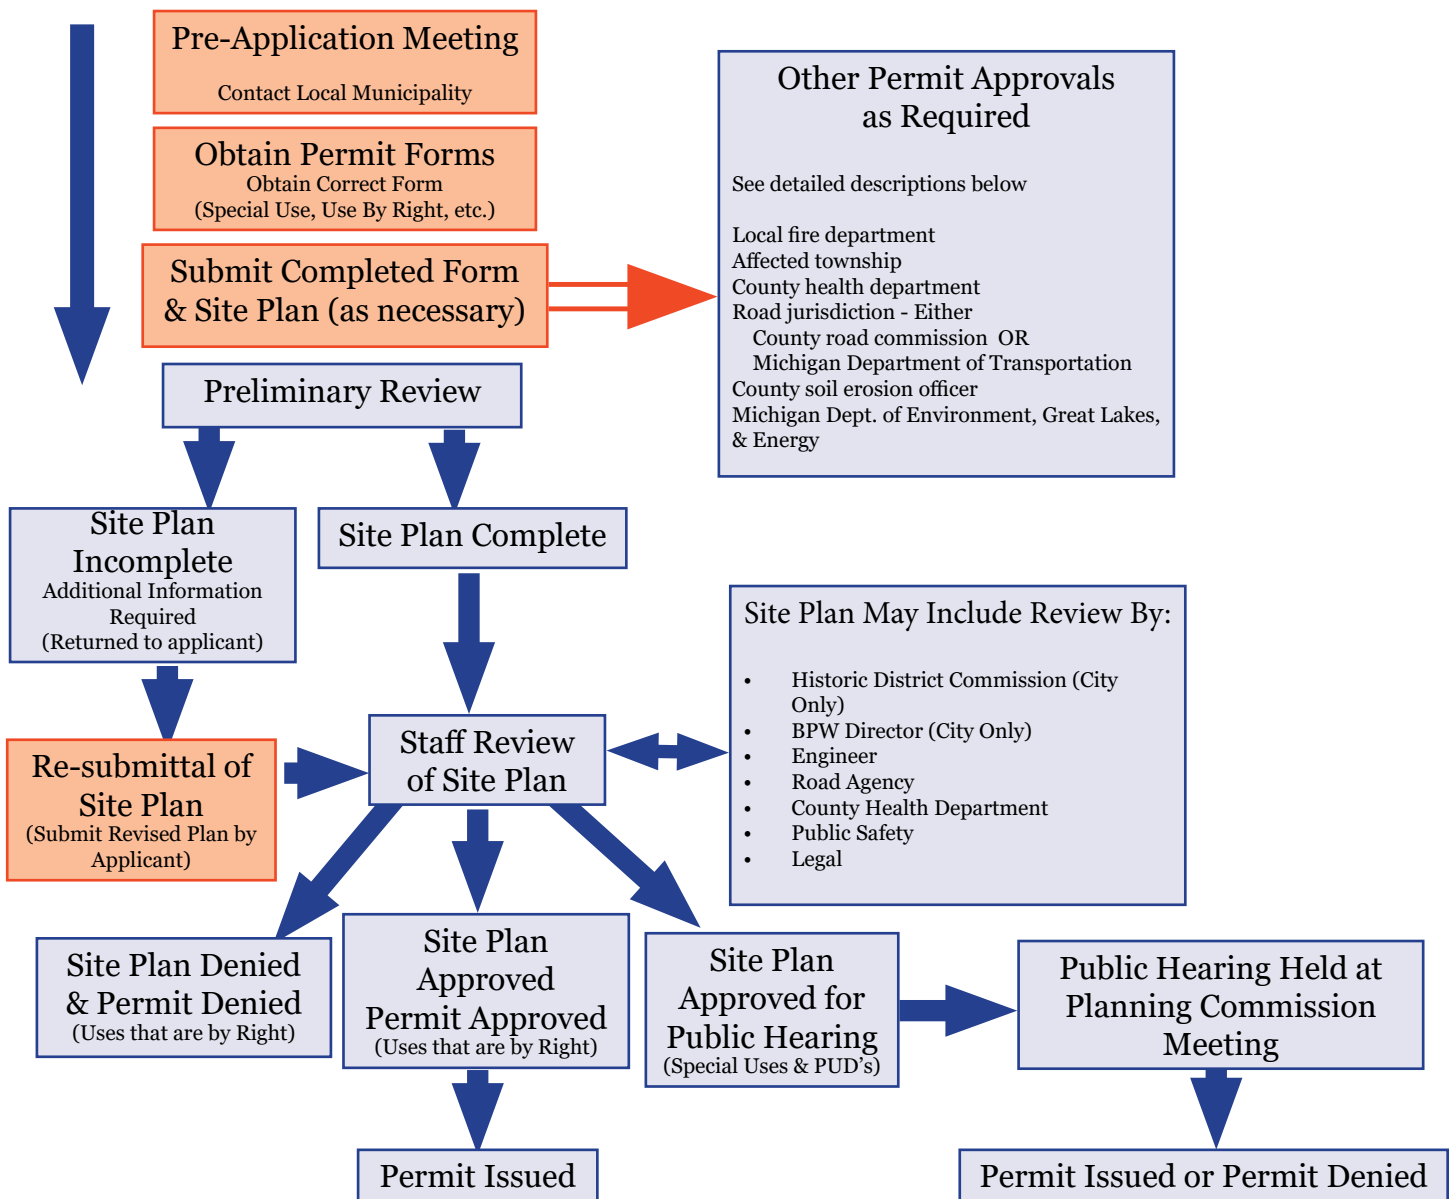 Pre-Application Meeting
Contact Local Municipality
Obtain Permit Forms
Obtain Correct Form
(Special Use, Use By Right, etc.)
Submit Completed Form
& Site Plan (as necessary)
Other Permit Approvals
as Required
See detailed descriptions below
Local fire department
Affected township
County health department
Road jurisdiction - Either
County road commission OR
Michigan Department of Transportation
County soil erosion officer
Michigan Dept. of Environment, Great Lakes,
& Energy
Preliminary Review
Site Plan
Incomplete
Additional Information
Required
(Returned to applicant)
Site Plan Complete
Site Plan May Include Review By:
• Historic District Commission (City
Only)
• BPW Director (City Only)
• Engineer
• Road Agency
• County Health Department
• Public Safety
• Legal
Re-submittal of
Site Plan
(Submit Revised Plan by
Applicant)
Staff Review
of Site Plan
Site Plan Denied
& Permit Denied
(Uses that are by Right)
Site Plan
Approved
Permit Approved
(Uses that are by Right)
Site Plan
Approved for
Public Hearing
(Special Uses & PUD's)
Public Hearing Held at
Planning Commission
Meeting
Permit Issued
Permit Issued or Permit Denied